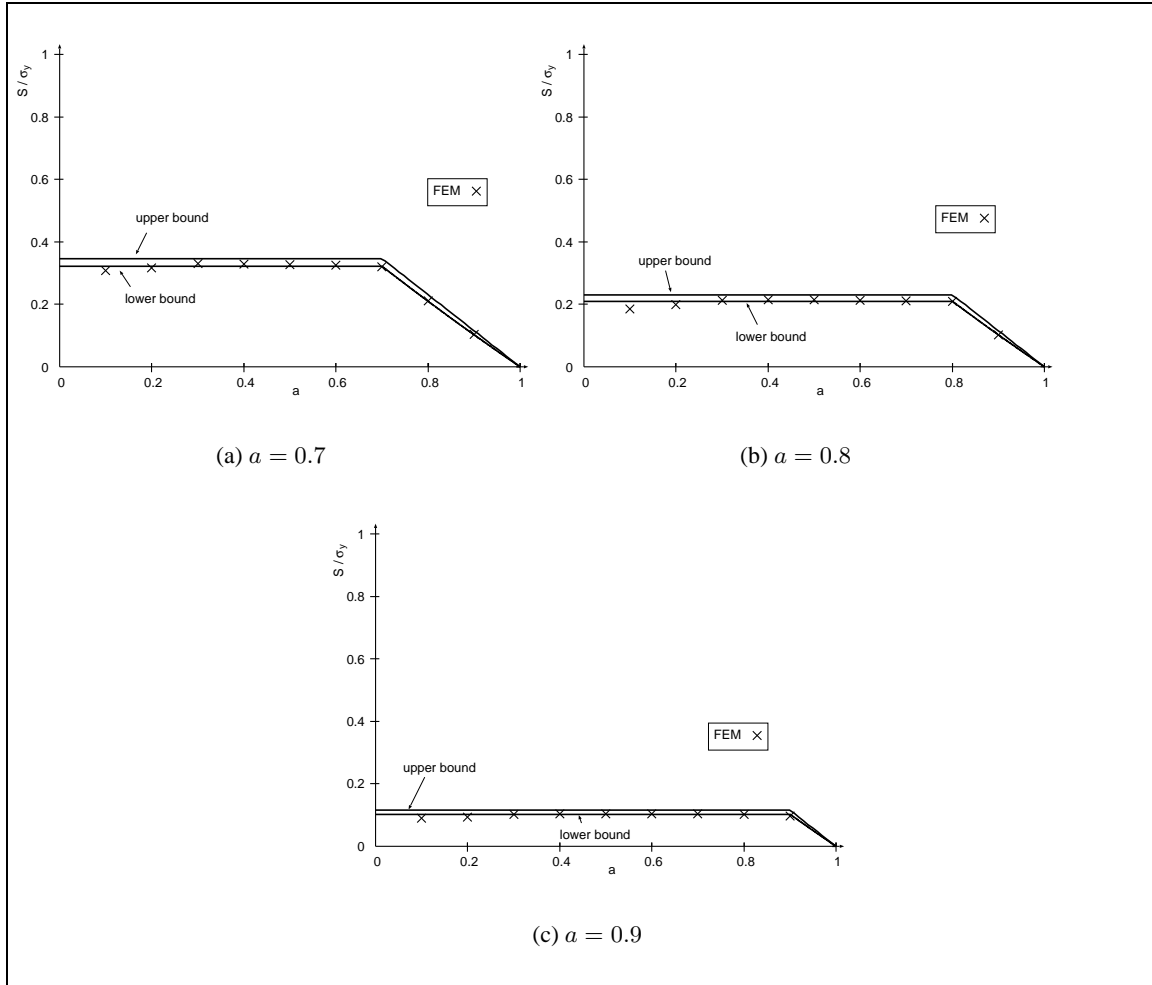 1
S / σy
0.8
0.6
FEM
upper bound
0.4
lower bound
0.2
0
0 0.2 0.4 0.6 0.8 1
a
(a) a = 0.7
1
S / σy
0.8
0.6
FEM
0.4
upper bound
0.2
lower bound
0
0 0.2 0.4 0.6 0.8 1
a
(b) a = 0.8
1
S / σy
0.8
0.6
0.4
FEM
upper bound
0.2
lower bound
0
0 0.2 0.4 0.6 0.8 1
a
(c) a = 0.9